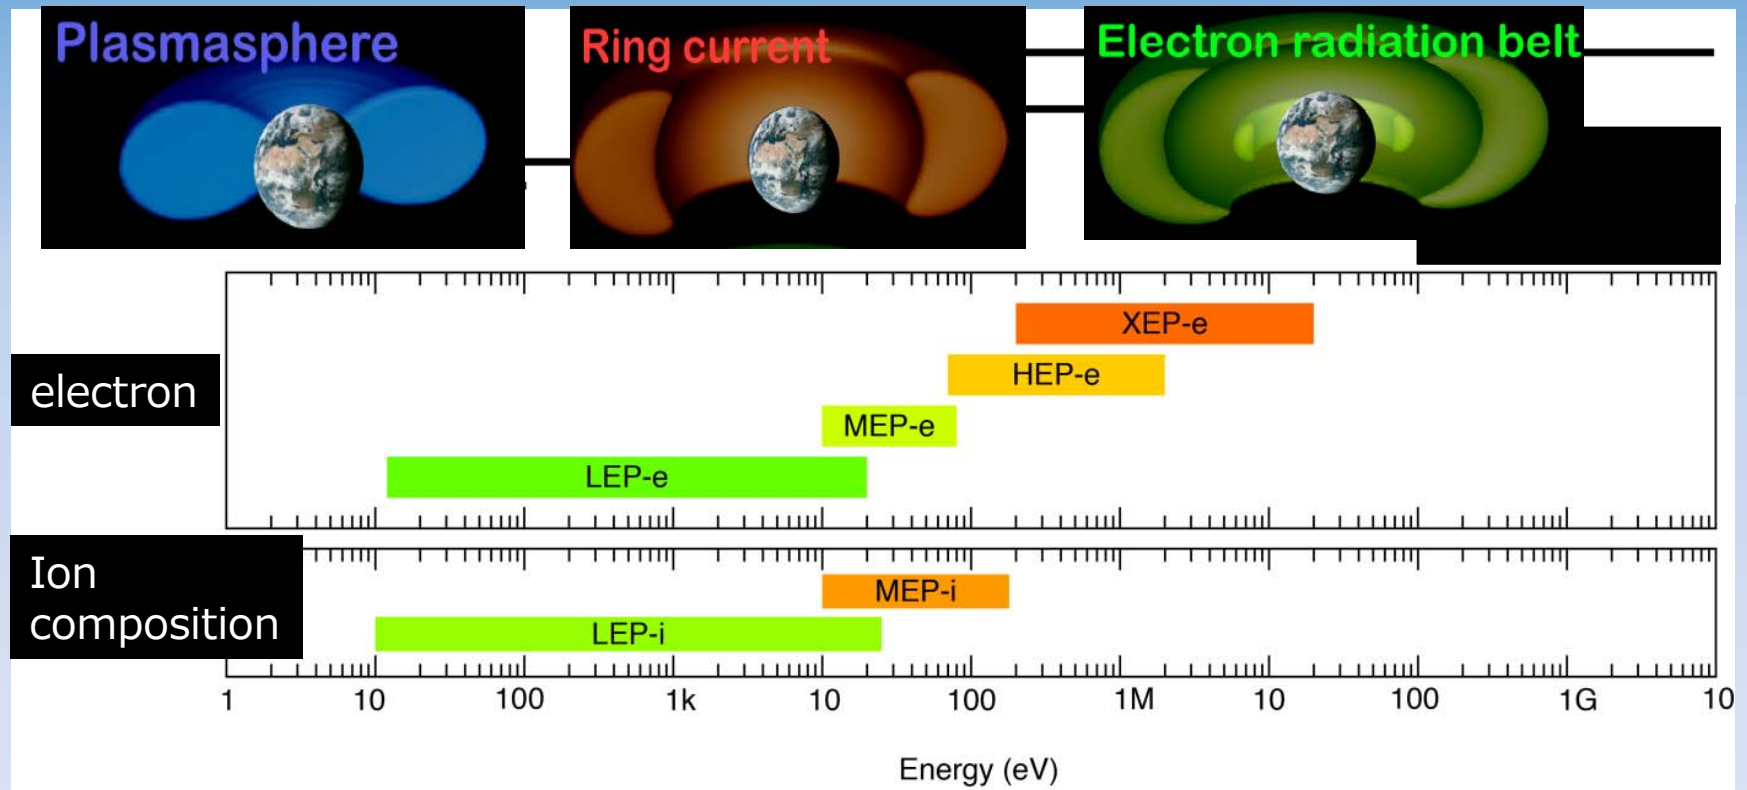 Plasmasphere
Ring current
Electron radiation belt
XEP-e
HEP-e
electron
MEP-e
LEP-e
Ion
composition
MEP-i
LEP-i
1 10 100 1k 10 100 1M 10 100 1G 10
Energy (eV)